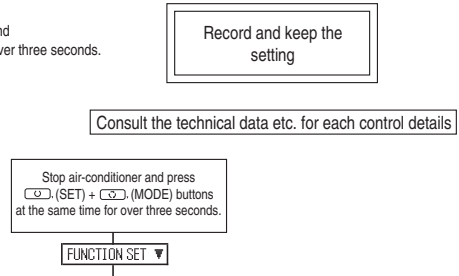 nd
ver three seconds.
Record and keep the
setting
Consult the technical data etc. for each control details
Stop air-conditioner and press
(SET) + (MODE) buttons
at the same time for over three seconds.
FUNCTION SET ▼